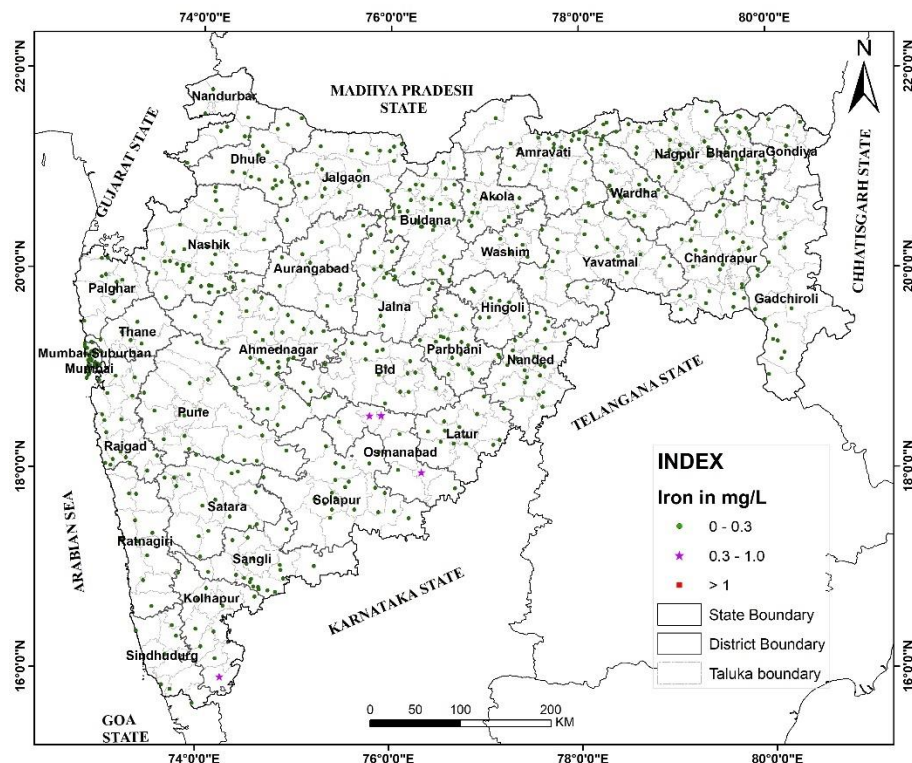 74°0'0"E 76°0'0"E 78°0'0"E 80°0'0"E
22°0'0"N
20°0'0"N
18°0'0"N
16°0'0"N
N
MADHYA PRADESH
STATE
GUJARAT STATE
CHHATISGARH STATE
Nandurbar
Dhule
Jalgaon
Amravati
Nagpur
Bhandara
Gondiya
Akola
Wardha
Buldana
Nashik
Washim
Yavatmal
Chandrapur
Aurangabad
Palghar
Jalna
Hingoli
Gadchiroli
Thane
Mumbai Suburban
Mumbai
Ahmednagar
Parbhani
Nanded
Bid
TELANGANA STATE
Pune
Latur
Raigad
Osmanabad
Solapur
Satara
ARABIAN SEA
Ratnagiri
Sangli
Kolhapur
KARNATAKA STATE
Sindhudurg
GOA
STATE
INDEX
Iron in mg/L
0 - 0.3
0.3 - 1.0
> 1
State Boundary
District Boundary
Taluka boundary
0 50 100 200
KM
22°0'0"N
20°0'0"N
18°0'0"N
16°0'0"N
74°0'0"E 76°0'0"E 78°0'0"E 80°0'0"E